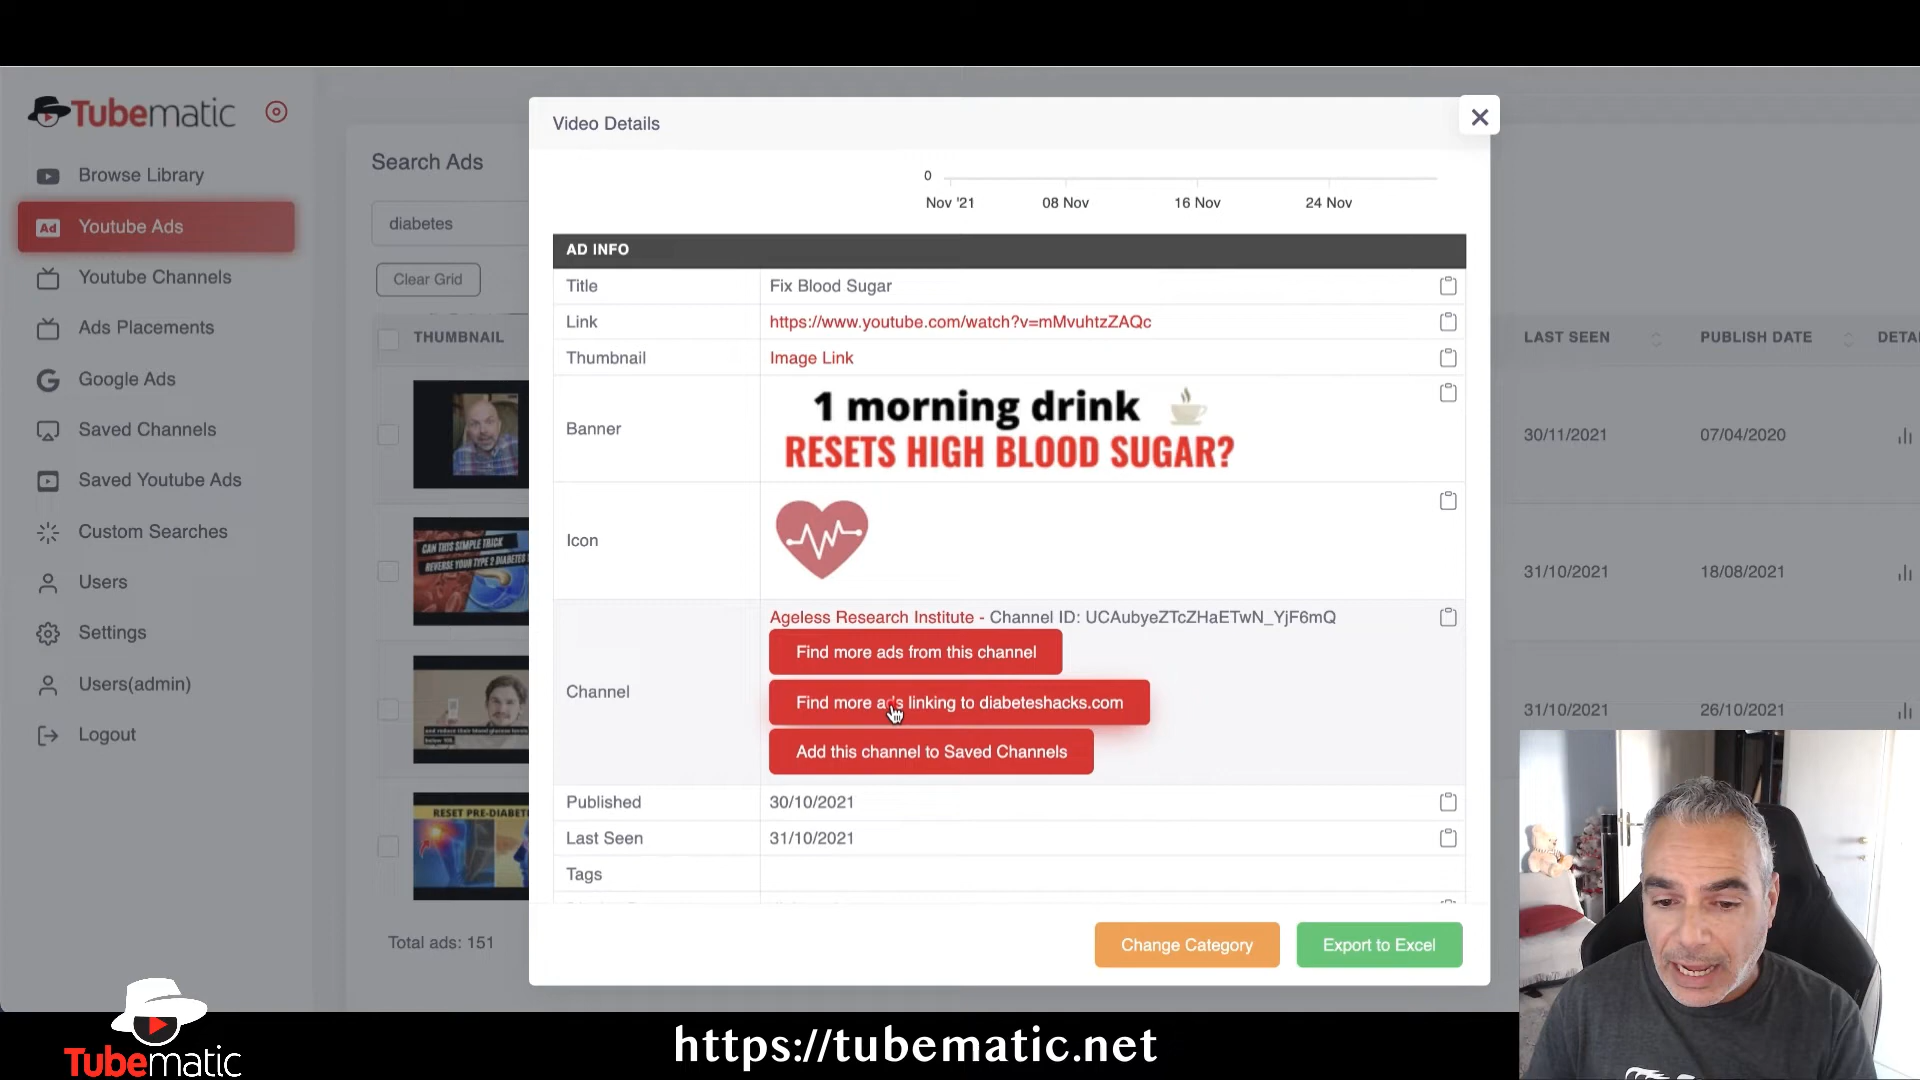 Tubematic
Browse Library
Ad Youtube Ads
Youtube Channels
Ads Placements
Google Ads
Saved Channels
Saved Youtube Ads
Custom Searches
Users
Settings
Users(admin)
Logout
Search Ads
diabetes
Clear Grid
THUMBNAIL
CAN THIS SIMPLE TRICK
REVERSE YOUR TYPE 2 DIABETES
RESET PRE-DIABET
Total ads: 151
Video Details
0
Nov '21 08 Nov 16 Nov 24 Nov
AD INFO
Title Fix Blood Sugar
Link https://www.youtube.com/watch?v=mMvuhtzZAQc
Thumbnail Image Link
Banner
1 morning drink
RESETS HIGH BLOOD SUGAR?
Icon
Channel
Ageless Research Institute - Channel ID: UCAubyeZTcZHaETwN_YjF6mQ
Find more ads from this channel
Find more ads linking to diabeteshacks.com
Add this channel to Saved Channels
Published 30/10/2021
Last Seen 31/10/2021
Tags
Change Category
Export to Excel
LAST SEEN PUBLISH DATE DETA
30/11/2021 07/04/2020
31/10/2021 18/08/2021
31/10/2021 26/10/2021
Tubematic
https://tubematic.net